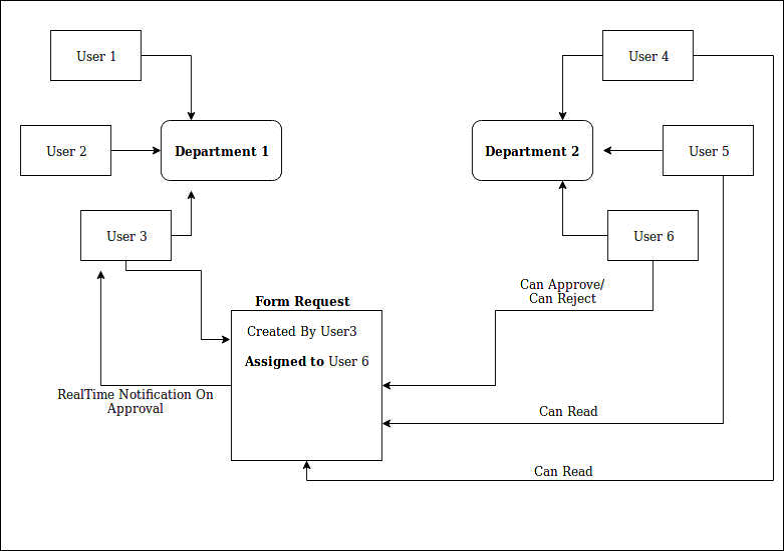 User 1
User 4
User 2
Department 1
Department 2
User 5
User 3
User 6
Can Approve/
Can Reject
Form Request
Created By User3
Assigned to User 6
RealTime Notification On
Approval
Can Read
Can Read